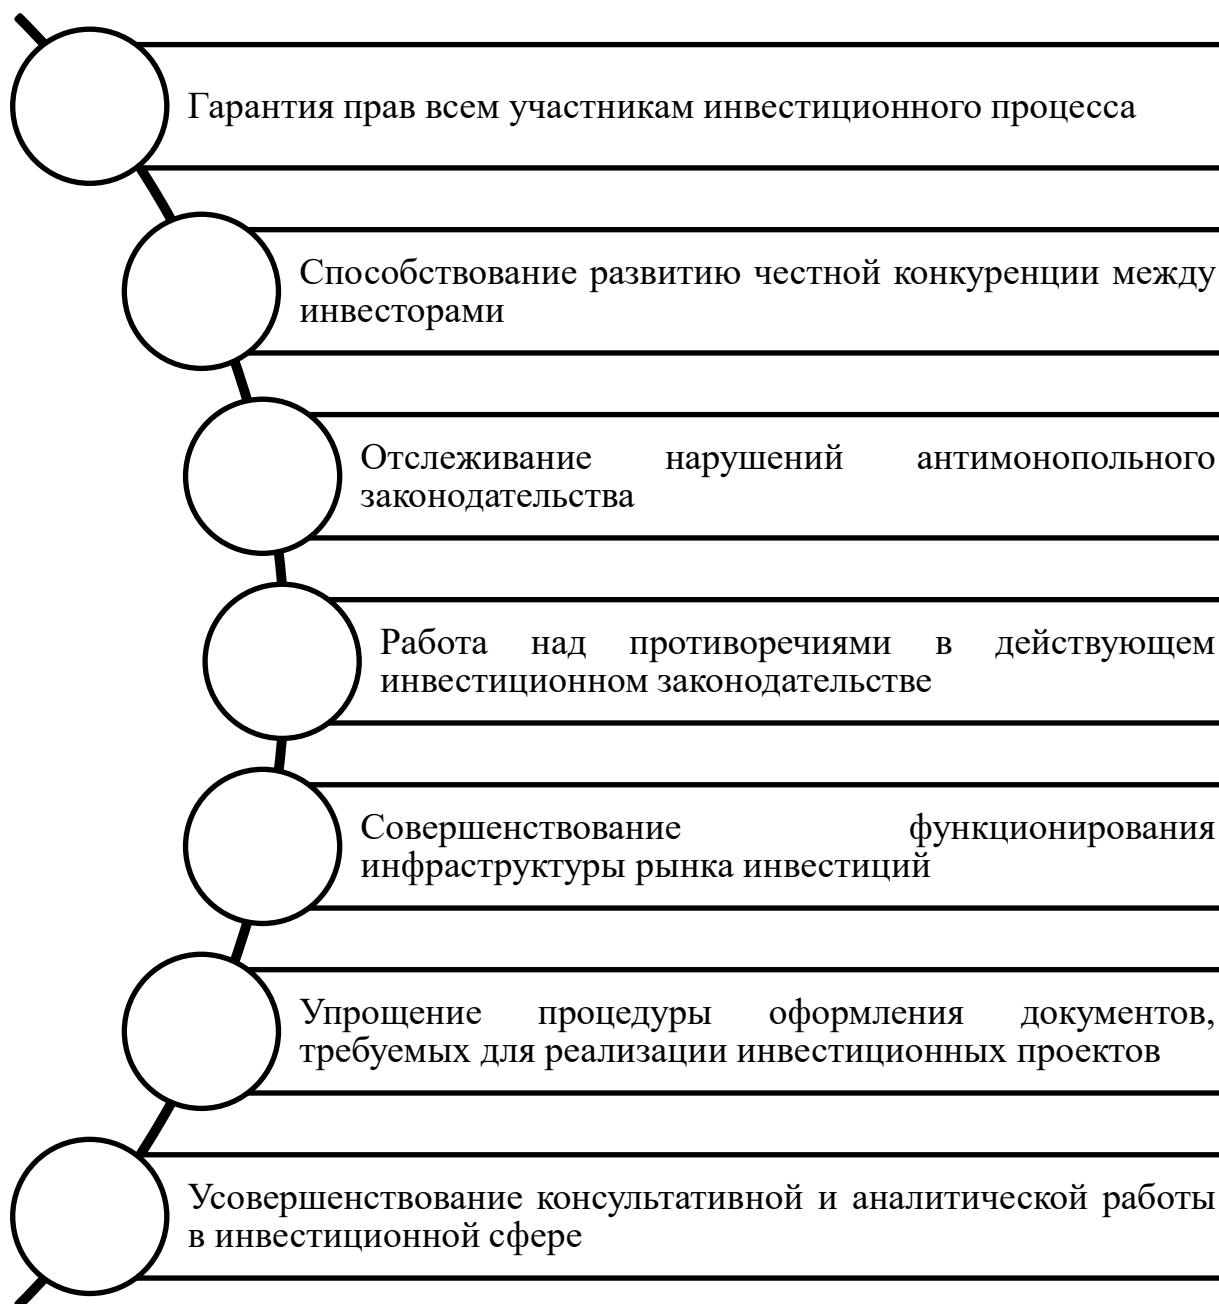 Гарантия прав всем участникам инвестиционного процесса
Способствование развитию честной конкуренции между
инвесторами
Отслеживание нарушений антимонопольного
законодательства
Работа над противоречиями в действующем
инвестиционном законодательстве
Совершенствование функционирования
инфраструктуры рынка инвестиций
Упрощение процедуры оформления документов,
требуемых для реализации инвестиционных проектов
Усовершенствование консультативной и аналитической работы
в инвестиционной сфере